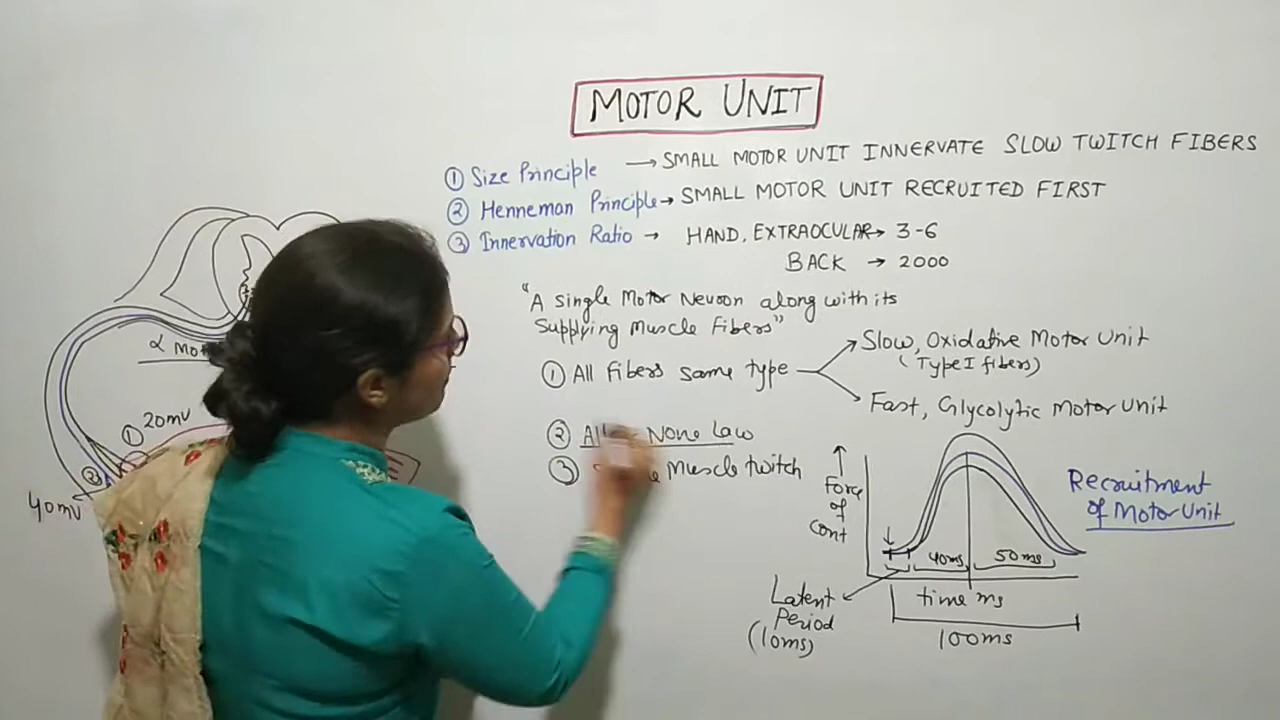 MOTOR UNIT
① Size Principle → SMALL MOTOR UNIT INNERVATE SLOW TWITCH FIBERS
② Henneman Principle → SMALL MOTOR UNIT RECRUITED FIRST
③ Innervation Ratio → HAND, EXTRAOCULAR → 3-6
BACK → 2000
"A single Motor Neuron along with its
Supplying Muscle Fibers"
① All Fibers same type
Slow, Oxidative Motor Unit
(Type I fibers)
Fast, Glycolytic Motor Unit
② All None Law
③ Muscle twitch
α Mot
① 20mv
②
40mv
Force
of
Cont
40ms
50ms
Recruitment
of Motor Unit
Latent
Period
(10ms)
time ms
100ms